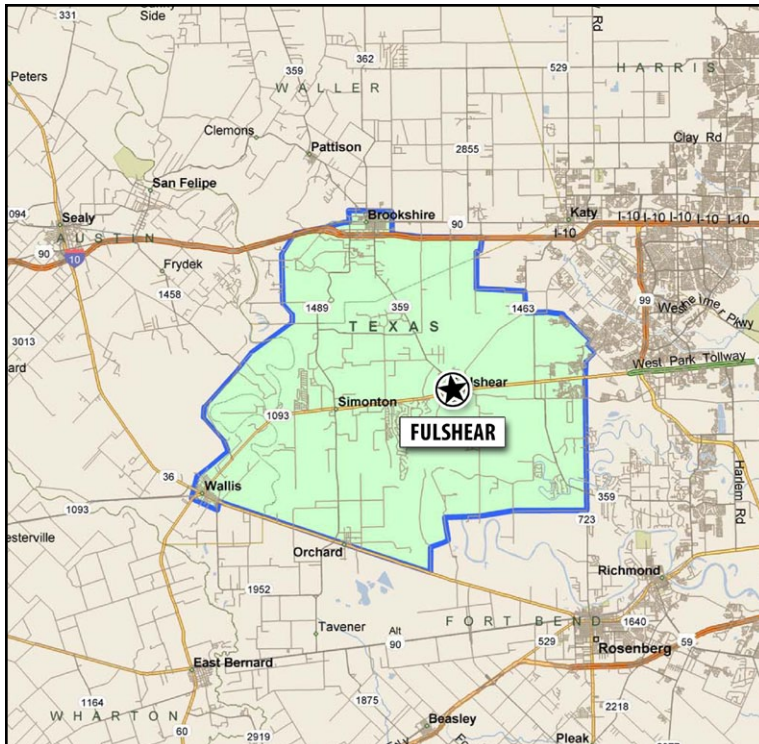 Side
331
Rd
362
359
529
HARRIS
WALLER
Peters
Clemons
Pattison
2855
Clay Rd
San Felipe
Sealy
Brookshire
90
Katy
I-10 I-10 I-10 I-10
AUSTIN
I-10
90
10
Frydek
1458
1489
359
1463
99
TEXAS
3013
West Park Tollway
ard
lshear
Simonton
1093
FULSHEAR
36
Wallis
1093
359
Harlem Rd
723
esterville
Orchard
Richmond
1952
FORT BEND
Tavener
Alt
90
529
1640
59
Rosenberg
East Bernard
1164
1875
2218
WHARTON
Beasley
60
2919
Pleak